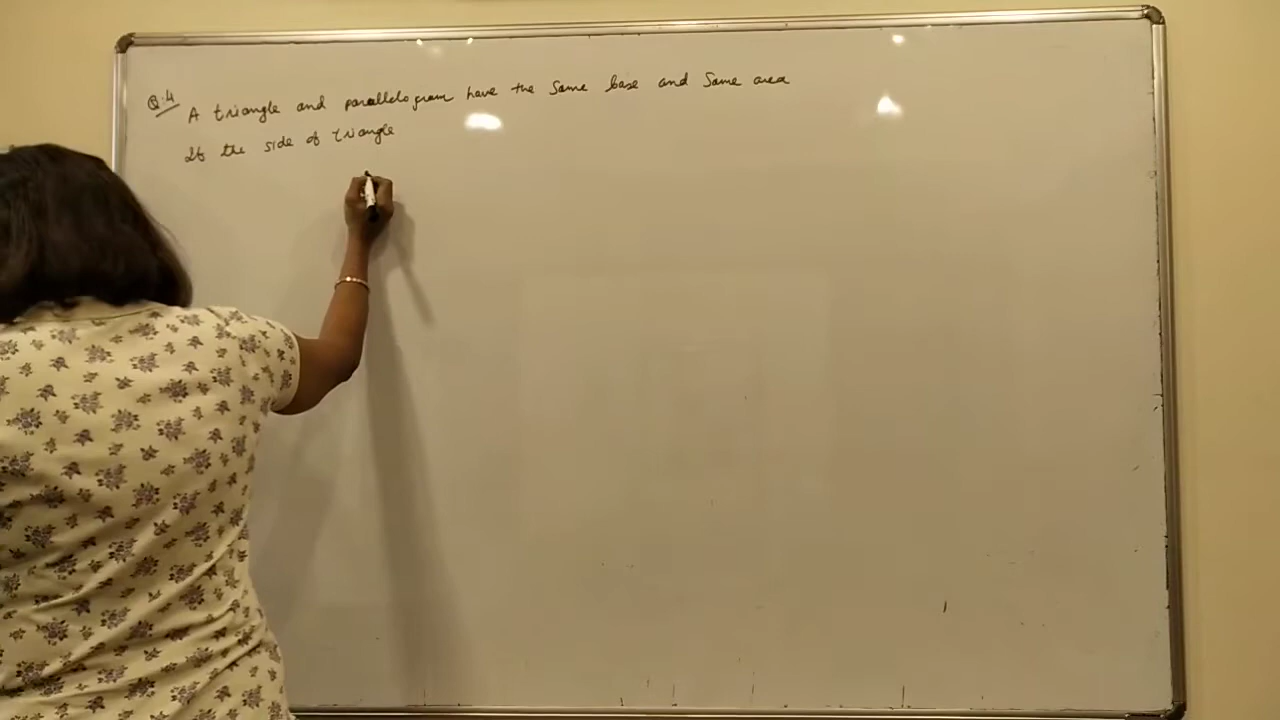 Q.4 A triangle and parallelogram have the same base and same area
If the side of triangle